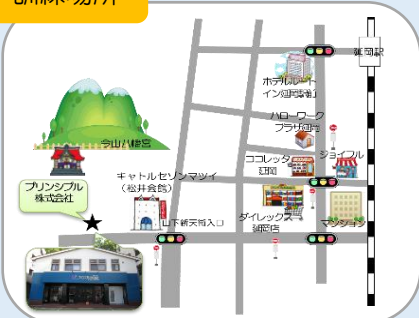 訓練場所
延岡駅
ホテルルート
イン延岡駅前
ハローワーク
プラザ延岡
今山八幡宮
ココレッタ
延岡
ジョイフル
キャトルセゾンマツイ
（松井会館）
プリンシプル
株式会社
山下新天街入口
ダイレックス
延岡店
マンション